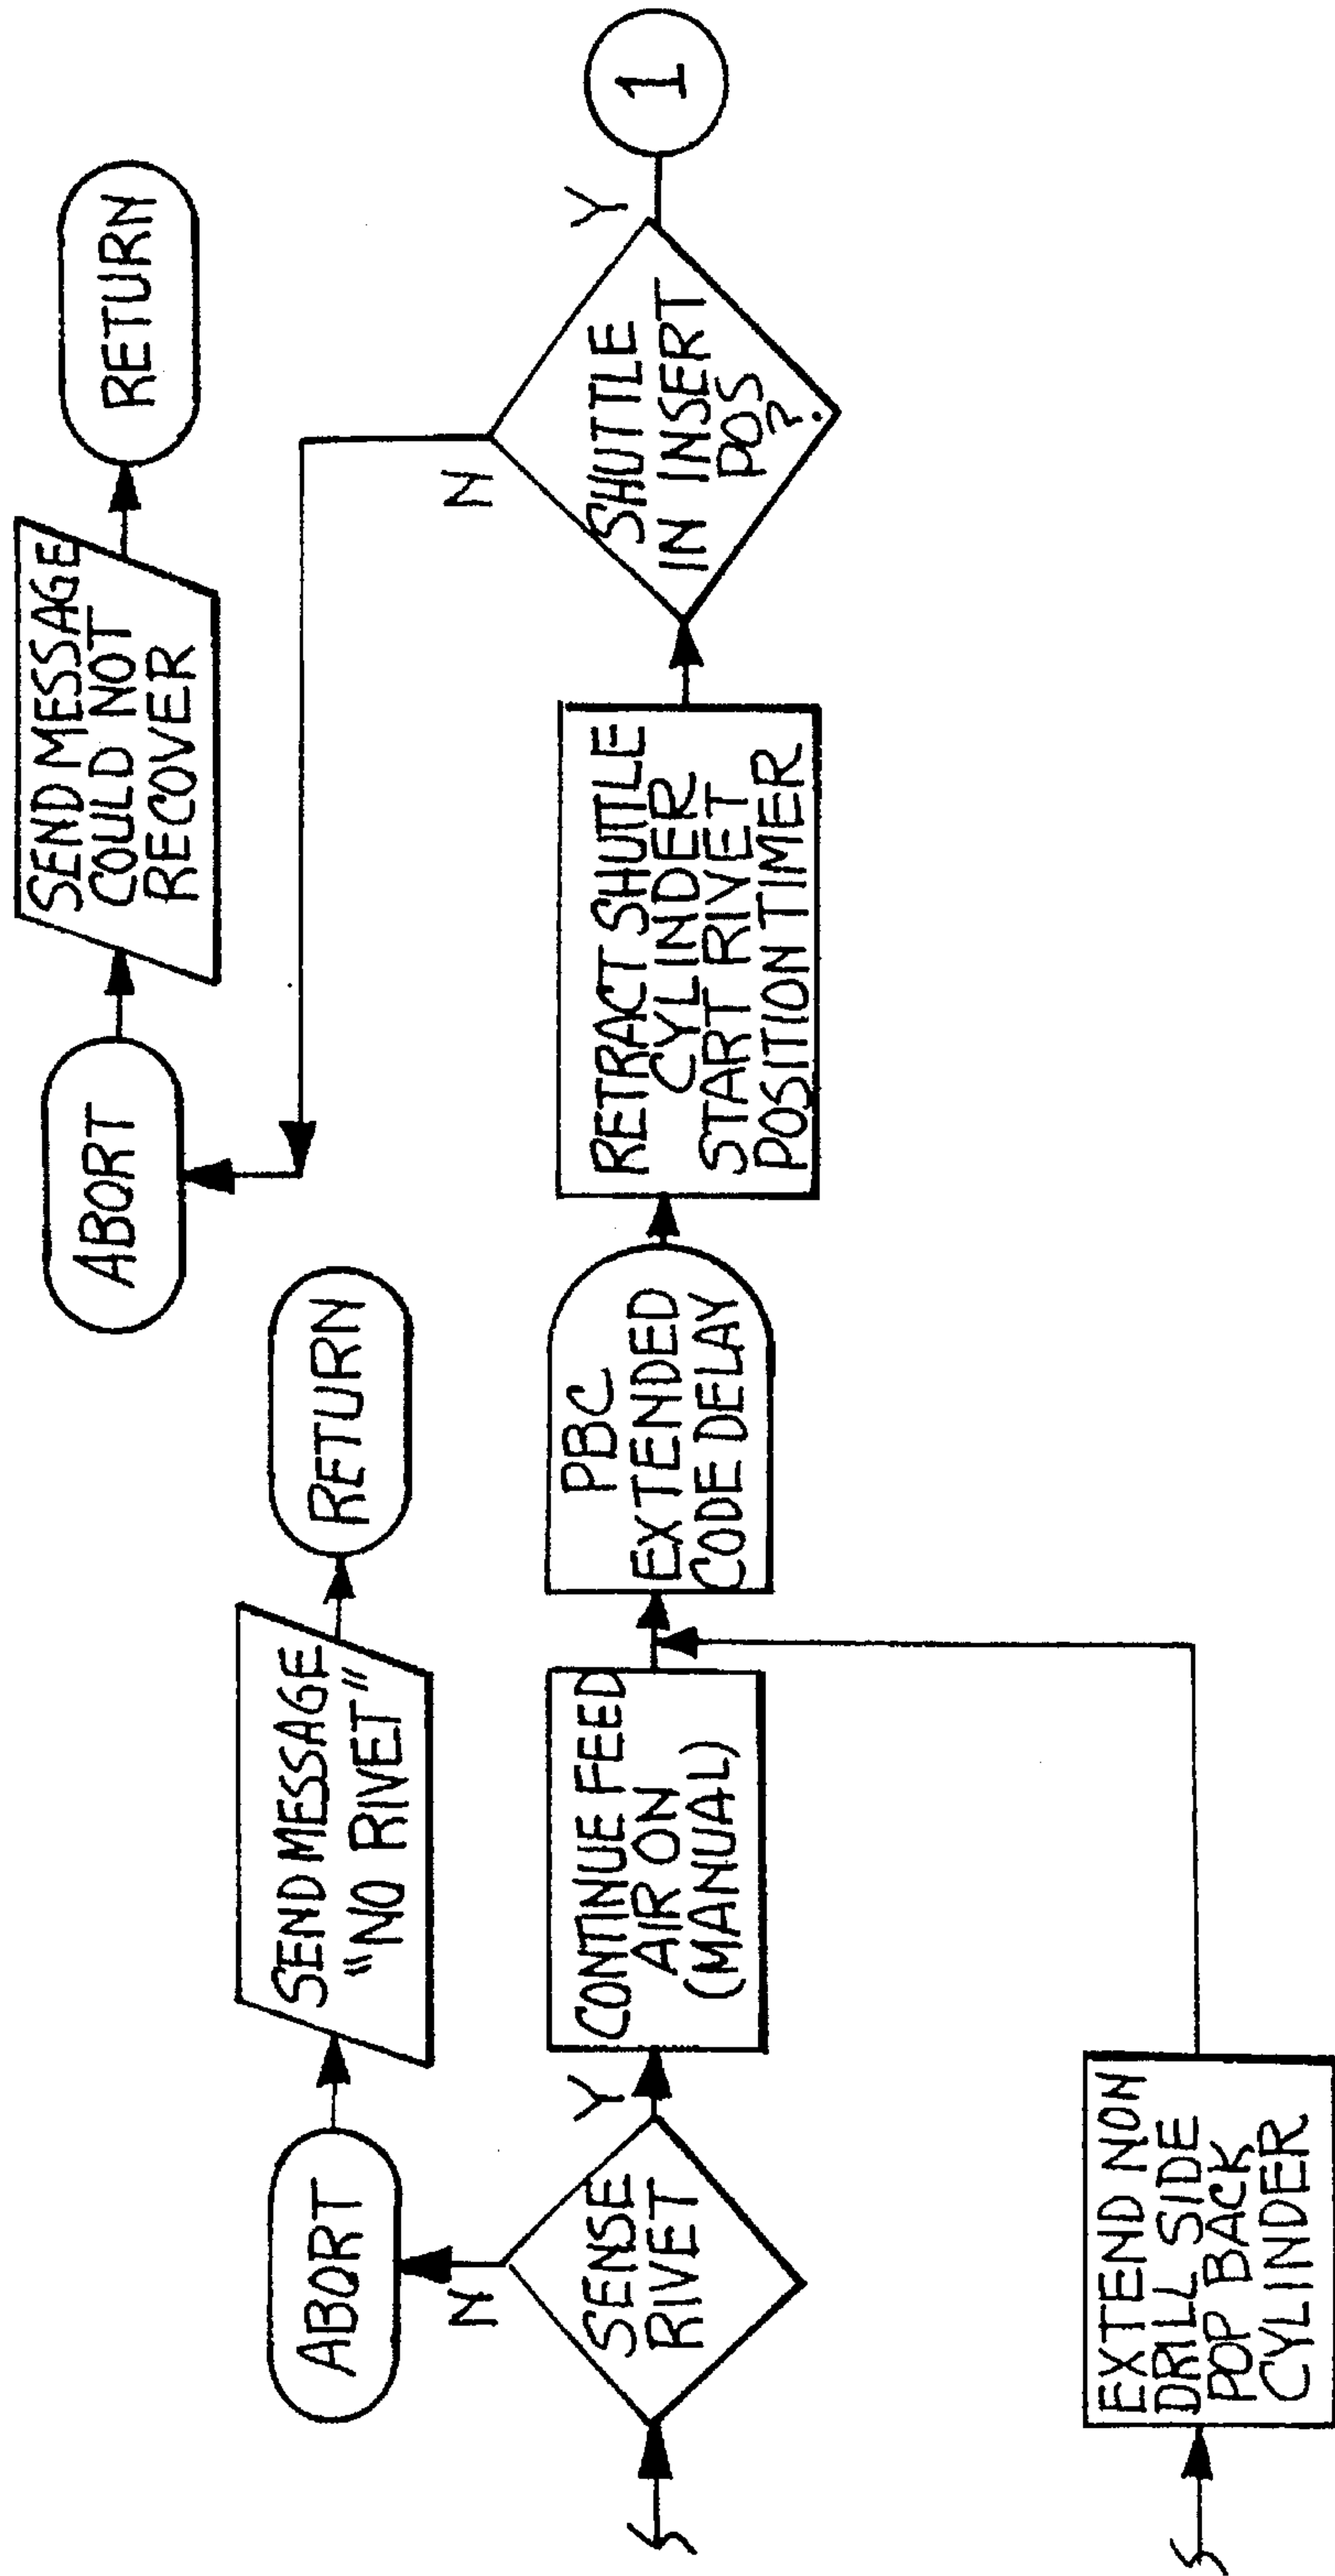 ABORT
SEND MESSAGE
COULD NOT
RECOVER
RETURN
ABORT
SEND MESSAGE
"NO RIVET"
RETURN
SENSE
RIVET
N
Y
CONTINUE FEED
AIR ON
(MANUAL)
PBC
EXTENDED
CODE DELAY
RETRACT SHUTTLE
CYLINDER
START RIVET
POSITION TIMER
SHUTTLE
IN INSERT
POS
?
N
Y
1
EXTEND NON
DRILL SIDE
POP BACK
CYLINDER